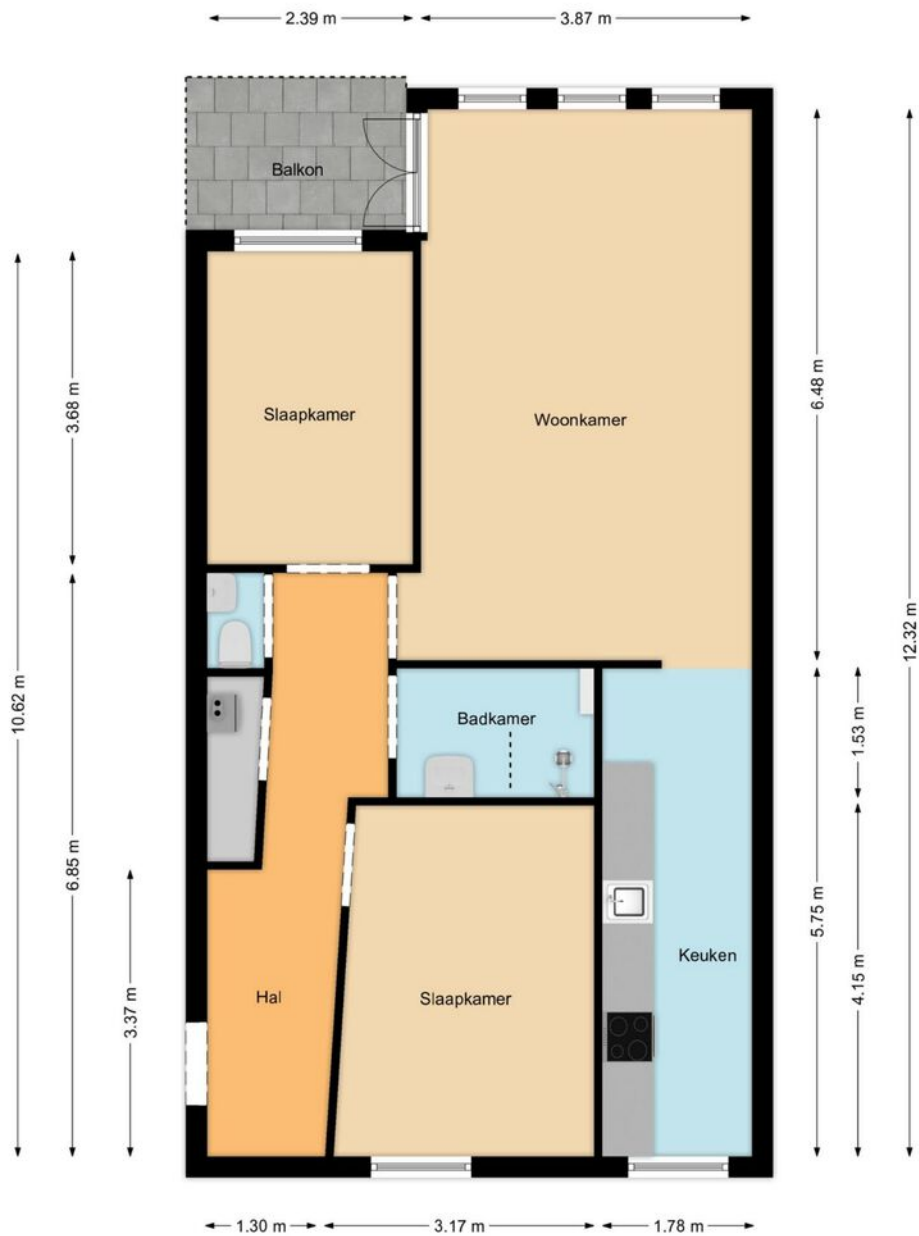 2.39 m
3.87 m
Balkon
Slaapkamer
Woonkamer
3.68 m
6.48 m
10.62 m
12.32 m
Badkamer
1.53 m
6.85 m
5.75 m
4.15 m
3.37 m
Hal
Slaapkamer
Keuken
1.30 m
3.17 m
1.78 m